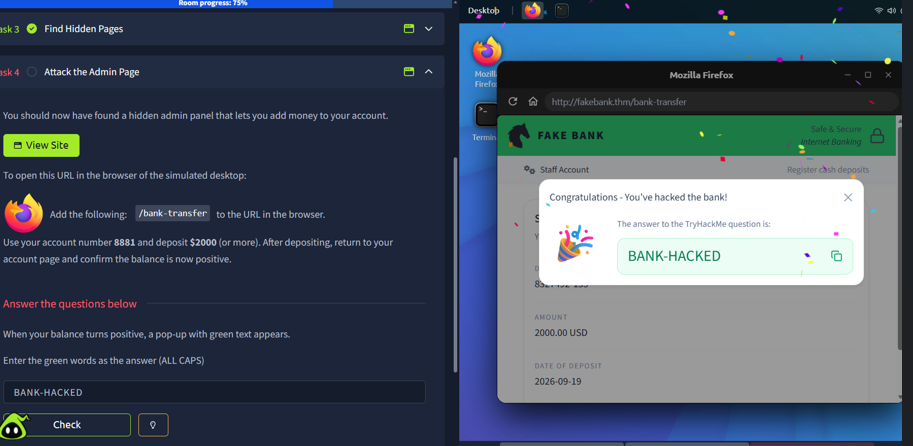 Room progress: 75%
ask 3 Find Hidden Pages
ask 4 Attack the Admin Page
You should now have found a hidden admin panel that lets you add money to your account.
View Site
To open this URL in the browser of the simulated desktop:
Add the following: /bank-transfer to the URL in the browser.
Use your account number 8881 and deposit $2000 (or more). After depositing, return to your
account page and confirm the balance is now positive.
Answer the questions below
When your balance turns positive, a pop-up with green text appears.
Enter the green words as the answer (ALL CAPS)
BANK-HACKED
Check
Desktop
Mozilla Firefox
http://fakebank.thm/bank-transfer
FAKE BANK
Safe & Secure
Internet Banking
Staff Account
Register cash deposits
Congratulations - You've hacked the bank!
The answer to the TryHackMe question is:
BANK-HACKED
AMOUNT
2000.00 USD
DATE OF DEPOSIT
2026-09-19